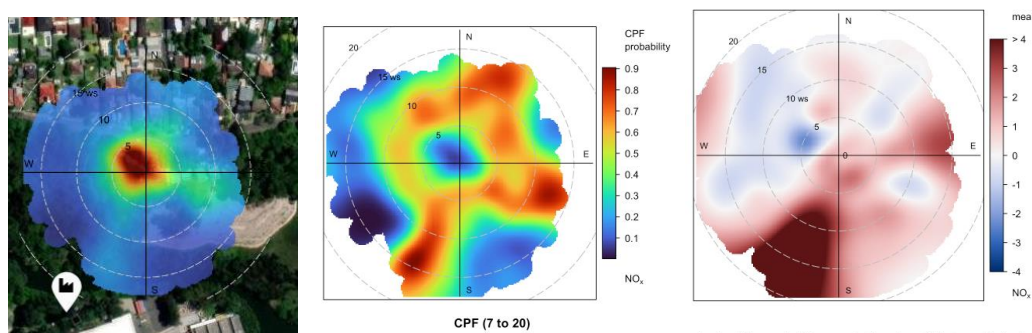 15 ws
10
5
W
S
N
20
15 ws
10
5
W
E
S
CPF
probability
0.9
0.8
0.7
0.6
0.5
0.4
0.3
0.2
0.1
NOx
CPF (7 to 20)
N
20
15
10 ws
5
0
W
E
S
mea
> 4
3
2
1
0
-1
-2
-3
-4
NOx